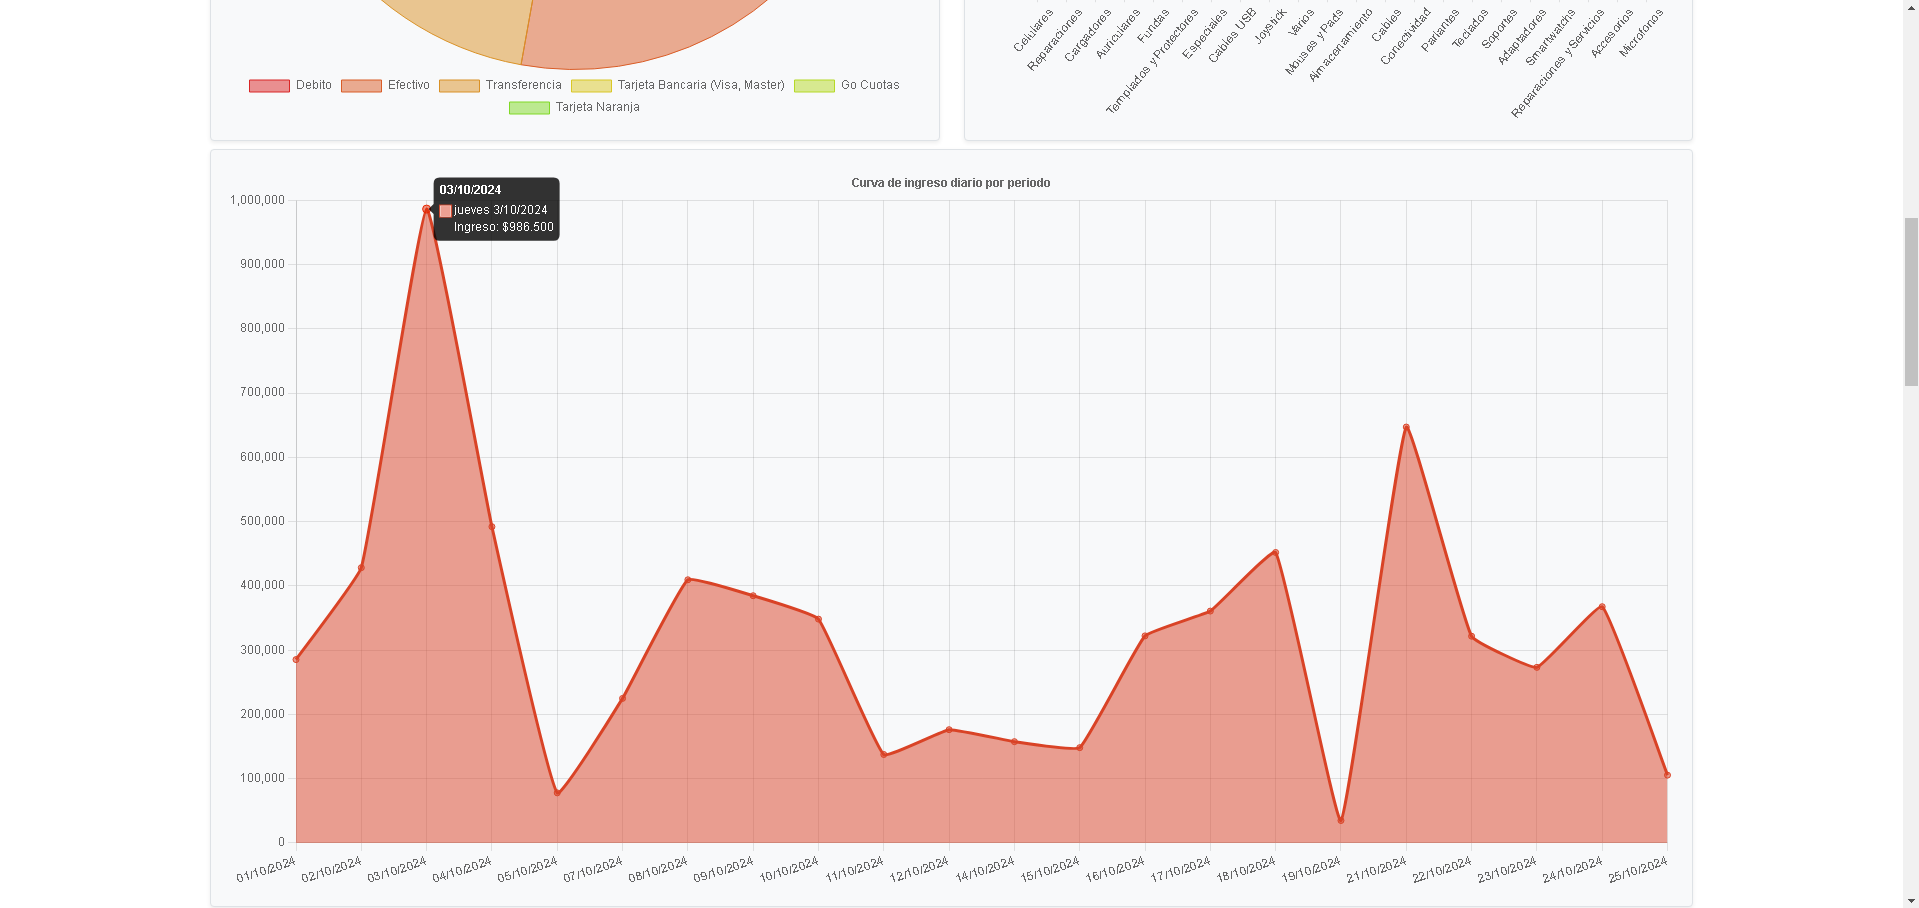 Debito
Efectivo
Transferencia
Tarjeta Bancaria (Visa, Master)
Go Cuotas
Tarjeta Naranja
Celulares
Reparaciones
Cargadores
Auriculares
Fundas
Templados y Protectores
Especiales
Cables USB
Joystick
Varios
Mouses y Pads
Almacenamiento
Cables
Conectividad
Parlantes
Teclados
Soportes
Adaptadores
Smartwatchs
Reparaciones y Servicios
Accesorios
Microfonos
Curva de ingreso diario por periodo
03/10/2024
jueves 3/10/2024
Ingreso: $986.500
1,000,000
900,000
800,000
700,000
600,000
500,000
400,000
300,000
200,000
100,000
0
01/10/2024
02/10/2024
03/10/2024
04/10/2024
05/10/2024
07/10/2024
08/10/2024
09/10/2024
10/10/2024
11/10/2024
12/10/2024
14/10/2024
15/10/2024
16/10/2024
17/10/2024
18/10/2024
19/10/2024
21/10/2024
22/10/2024
23/10/2024
24/10/2024
25/10/2024